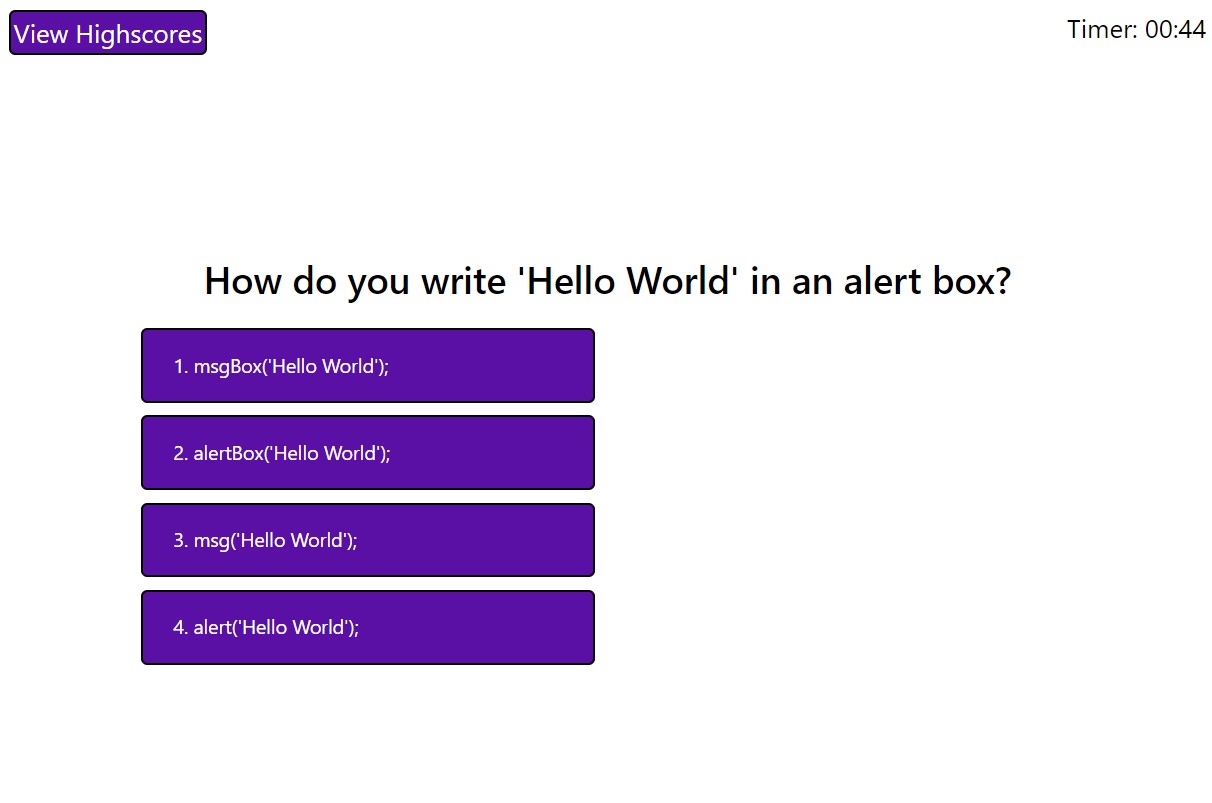 View Highscores
Timer: 00:44
How do you write 'Hello World' in an alert box?
1. msgBox('Hello World');
2. alertBox('Hello World');
3. msg('Hello World');
4. alert('Hello World');